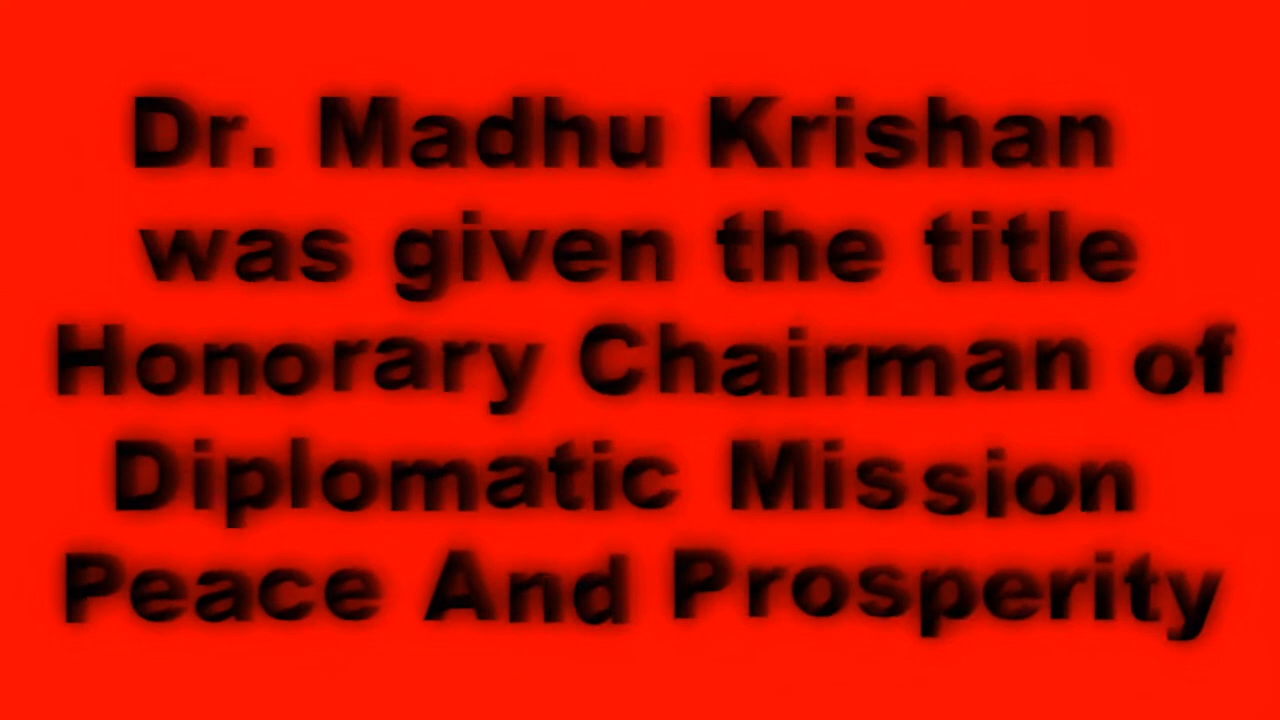 Dr. Madhu Krishan
was given the title
Honorary Chairman of
Diplomatic Mission
Peace And Prosperity